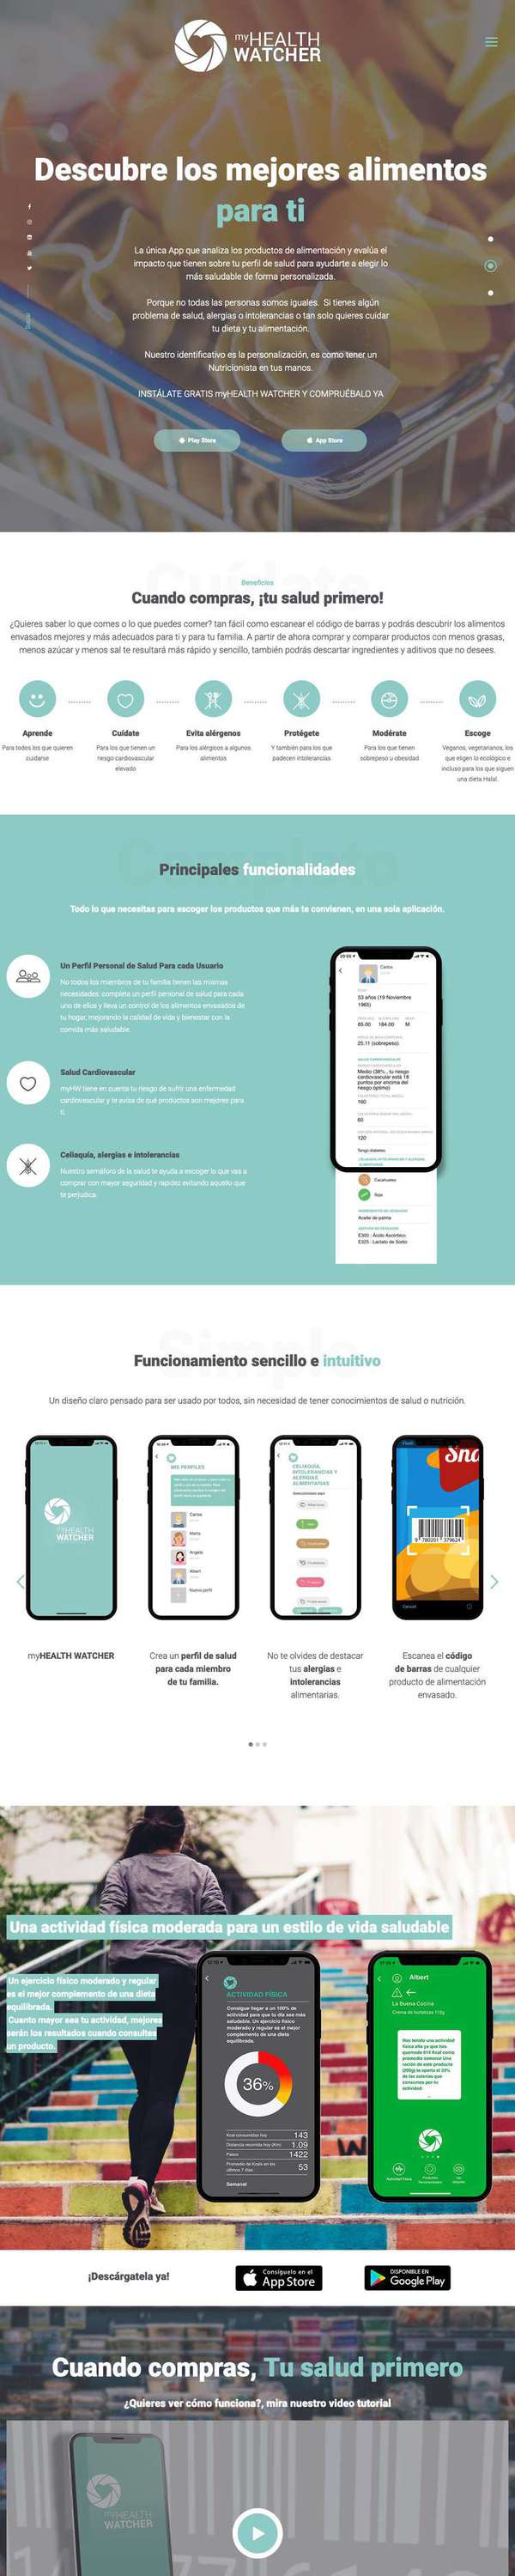 myHEALTH
WATCHER
Descubre los mejores alimentos
para ti
La única App que analiza los productos de alimentación y evalúa el
impacto que tienen sobre tu perfil de salud para ayudarte a elegir lo
más saludable de forma personalizada.
Porque no todas las personas somos iguales. Si tienes algún
problema de salud, alergias o intolerancias o tan solo quieres cuidar
tu dieta y tu alimentación.
Nuestro identificativo es la personalización, es como tener un
Nutricionista en tus manos.
INSTÁLATE GRATIS myHEALTH WATCHER Y COMPRUÉBALO YA
Play Store
App Store
Cuídate
Beneficios
Cuando compras, ¡tu salud primero!
¿Quieres saber lo que comes o lo que puedes comer? tan fácil como escanear el código de barras y podrás descubrir los alimentos
envasados mejores y más adecuados para ti y para tu familia. A partir de ahora comprar y comparar productos con menos grasas,
menos azúcar y menos sal te resultará más rápido y sencillo, también podrás descartar ingredientes y aditivos que no desees.
Aprende
Para todos los que quieren
cuidarse
Cuídate
Para los que tienen un
riesgo cardiovascular
elevado
Evita alérgenos
Para los alérgicos a algunos
alimentos
Protégete
Y también para los que
padecen intolerancias
Modérate
Para los que tienen
sobrepeso u obesidad
Escoge
Veganos, vegetarianos, los
que eligen lo ecológico e
incluso para los que siguen
una dieta Halal.
Completo
Principales funcionalidades
Todo lo que necesitas para escoger los productos que más te convienen, en una sola aplicación.
Un Perfil Personal de Salud Para cada Usuario
No todos los miembros de tu familia tienen las mismas
necesidades: completa un perfil personal de salud para cada
uno de ellos y lleva un control de los alimentos envasados de
tu hogar, mejorando la calidad de vida y bienestar con la
comida más saludable.
Salud Cardiovascular
myHW tiene en cuenta tu riesgo de sufrir una enfermedad
cardiovascular y te avisa de qué productos son mejores para
ti.
Celiaquía, alergias e Intolerancias
Nuestro semáforo de la salud te ayuda a escoger lo que vas a
comprar con mayor seguridad y rapidez evitando aquello que
te perjudica.
Carlos
53 años (19 Noviembre
1965)
85.00 184.00 M
25.11 (sobrepeso)
Medio (38% , tu riesgo
cardiovascular está 18
puntos por encima del
riesgo óptimo)
160
60
120
Tengo diabetes
Cacahuetes
Soja
Aceite de palma
E300 : Ácido Ascórbico
E325 : Lactato de Sodio
Simple
Funcionamiento sencillo e intuitivo
Un diseño claro pensado para ser usado por todos, sin necesidad de tener conocimientos de salud o nutrición.
myHEALTH
WATCHER
MIS PERFILES
Carlos
Marta
Angela
Albert
Nuevo perfil
CELIAQUÍA,
INTOLERANCIAS Y
ALERGIAS
ALIMENTARIAS
Flash
Sna
9 780201 379624
Cancel
myHEALTH WATCHER
Crea un perfil de salud
para cada miembro
de tu familia.
No te olvides de destacar
tus alergias e
intolerancias
alimentarias.
Escanea el código
de barras de cualquier
producto de alimentación
envasado.
Una actividad física moderada para un estilo de vida saludable
Un ejercicio físico moderado y regular
es el mejor complemento de una dieta
equilibrada.
Cuanto mayor sea tu actividad, mejores
serán los resultados cuando consultes
un producto.
ACTIVIDAD FÍSICA
Consigue llegar a un 100% de
actividad para que tu día sea más
saludable. Un ejercicio físico
moderado y regular es el mejor
complemento de una dieta
equilibrada.
36%
Kcal consumidas hoy 143
Distancia recorrida hoy (Km) 1.09
Pasos 1422
Promedio de Kcals en los
últimos 7 días 53
Semanal
Albert
La Buena Cocina
Crema de hortalizas 110g
¡Descárgatela ya!
Consíguelo en el
App Store
DISPONIBLE EN
Google Play
Cuando compras, Tu salud primero
¿Quieres ver cómo funciona?, mira nuestro video tutorial
myHEALTH
WATCHER